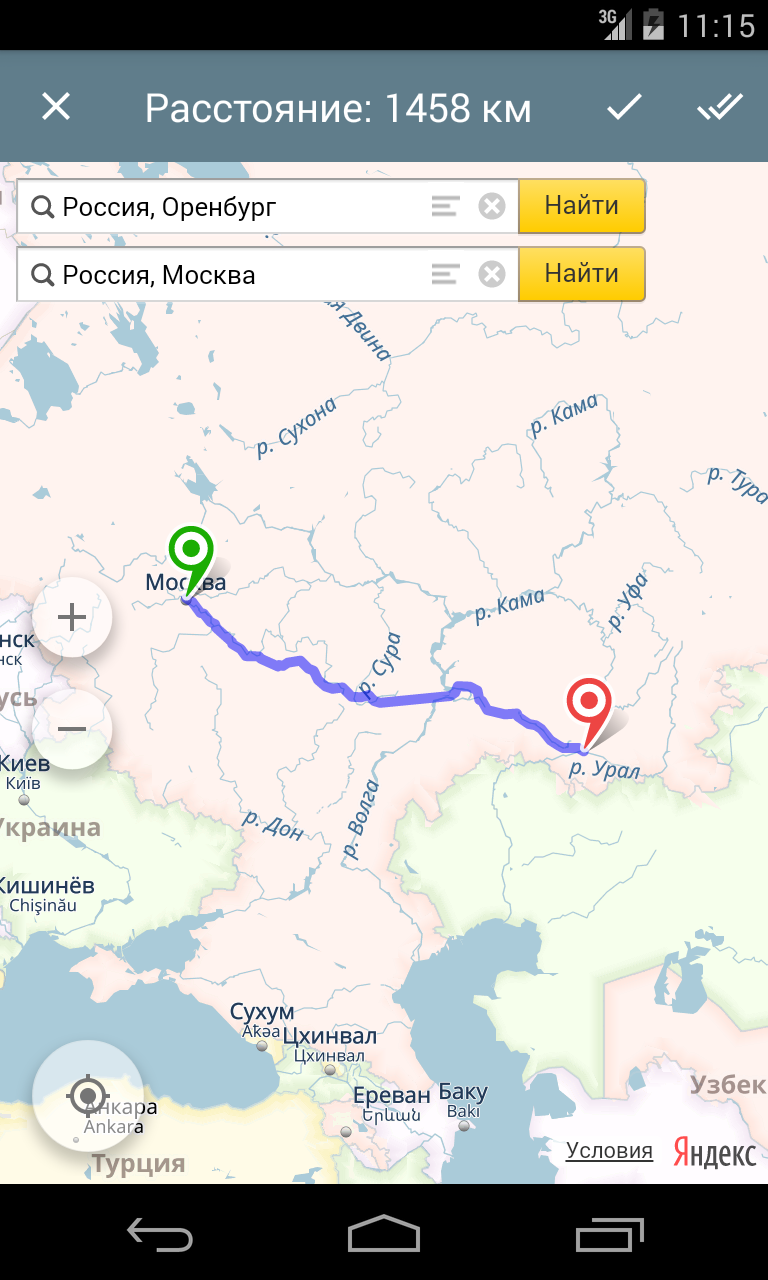 3G 11:15
Расстояние: 1458 км
Россия, Оренбург Найти
Россия, Москва Найти
ая Двина
р. Сухона
р. Кама
р. Тура
Москва
р. Кама
р. Уфа
р. Сура
нск
нск
усь
Киев
Київ
р. Урал
Украина
р. Дон
р. Волга
Кишинёв
Chişinău
Сухум
Аҟәа
Цхинвал
Цхинвал
Ереван
Երևան
Баку
Bakı
Узбек
Анкара
Ankara
Турция
Условия Яндекс